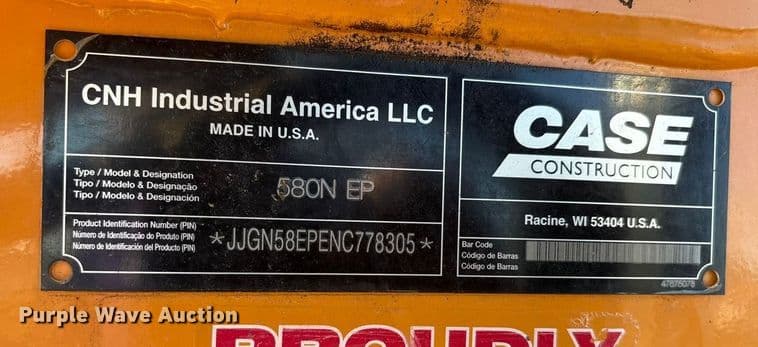 CNH Industrial America LLC
MADE IN U.S.A.
Type / Model & Designation
Tipo / Modelo & Designação
Tipo / Modelo & Designación
580N EP
Product Identification Number (PIN)
Número de Identificação do Produto (PIN)
Número de Identificación del Producto (PIN)
*JJGN58EPENC778305*
CASE
CONSTRUCTION
Racine, WI 53404 U.S.A.
Bar Code
Código de Barras
Código de Barras
47675078
Purple Wave Auction
PROUDLY